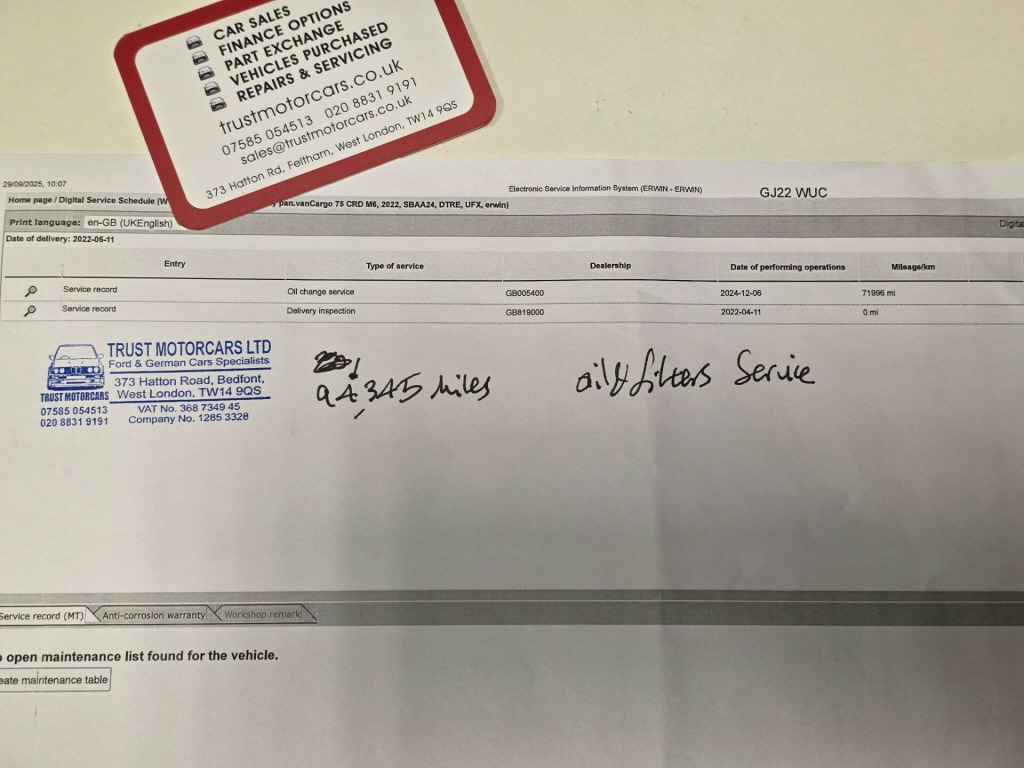 CAR SALES
FINANCE OPTIONS
PART EXCHANGE
VEHICLES PURCHASED
REPAIRS & SERVICING
trustmotorcars.co.uk
07585 054513 020 8831 9191
sales@trustmotorcars.co.uk
373 Hatton Rd, Feltham, West London, TW14 9QS
29/09/2025, 10:07
Electronic Service Information System (ERWIN - ERWIN)
GJ22 WUC
Home page / Digital Service Schedule (W pan.vanCargo 75 CRD M6, 2022, SBAA24, DTRE, UFX, erwin)
Print language: en-GB (UKEnglish) Digita
Date of delivery: 2022-05-11
Entry Type of service Dealership Date of performing operations Mileage/km
Service record Oil change service GB005400 2024-12-06 71996 mi
Service record Delivery inspection GB819000 2022-04-11 0 mi
TRUST MOTORCARS LTD
Ford & German Cars Specialists
373 Hatton Road, Bedfont,
West London, TW14 9QS
TRUST MOTORCARS
07585 054513
020 8831 9191
VAT No. 368 7349 45
Company No. 1285 3328
94,345 miles
oil & filters Service
Service record (MT) Anti-corrosion warranty Workshop remark
o open maintenance list found for the vehicle.
eate maintenance table